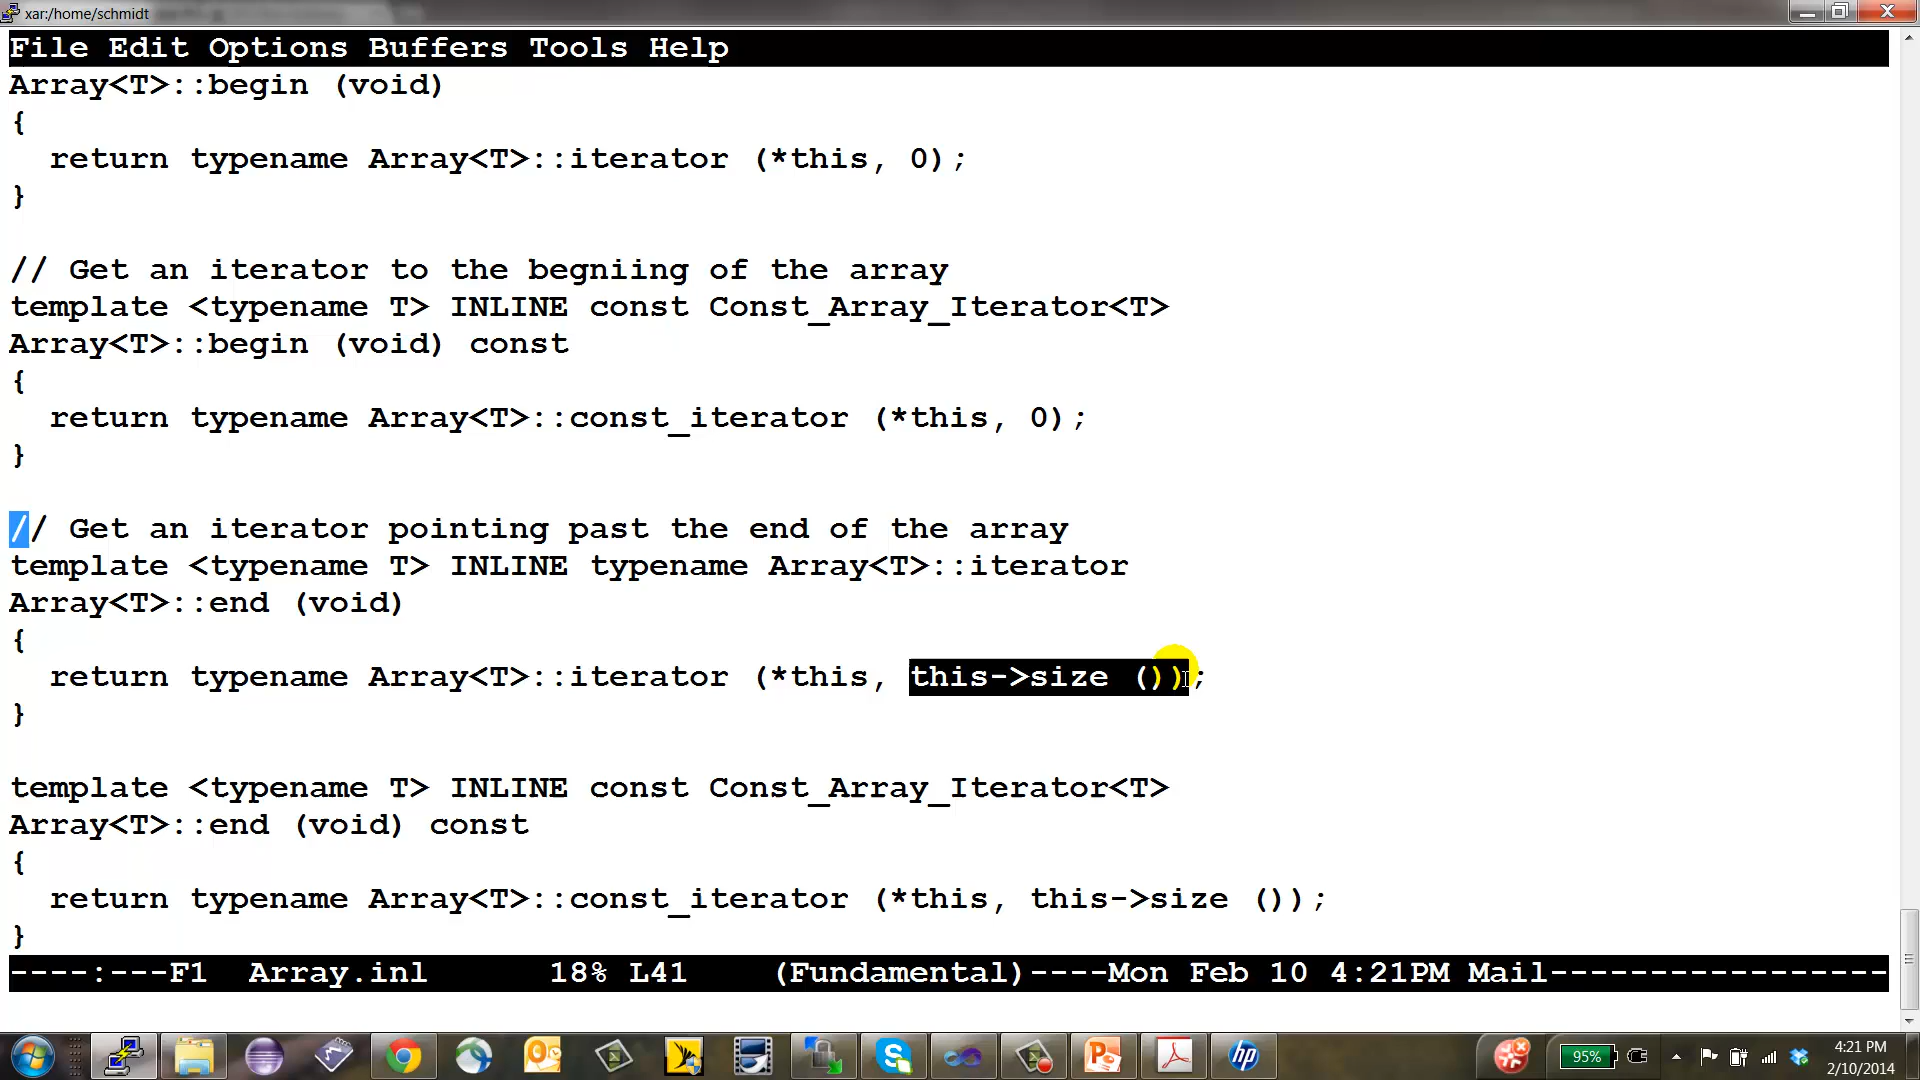 xar:/home/schmidt
File Edit Options Buffers Tools Help
Array<T>::begin (void)
{
  return typename Array<T>::iterator (*this, 0);
}
// Get an iterator to the begniing of the array
template <typename T> INLINE const Const_Array_Iterator<T>
Array<T>::begin (void) const
{
  return typename Array<T>::const_iterator (*this, 0);
}
// Get an iterator pointing past the end of the array
template <typename T> INLINE typename Array<T>::iterator
Array<T>::end (void)
{
  return typename Array<T>::iterator (*this, this->size ());
}
template <typename T> INLINE const Const_Array_Iterator<T>
Array<T>::end (void) const
{
  return typename Array<T>::const_iterator (*this, this->size ());
}
----:---F1  Array.inl      18% L41    (Fundamental)----Mon Feb 10 4:21PM Mail-----------------
95%
4:21 PM
2/10/2014